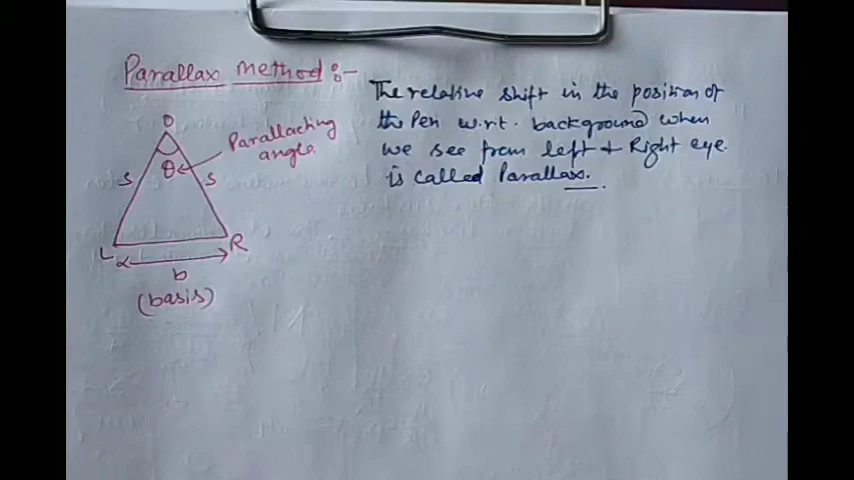 Parallax method :-
The relative shift in the position of
the Pen w.r.t. background when
we see from left + Right eye.
is called Parallax.
O
Parallacting
angle
θ
S
S
L
R
b
(basis)